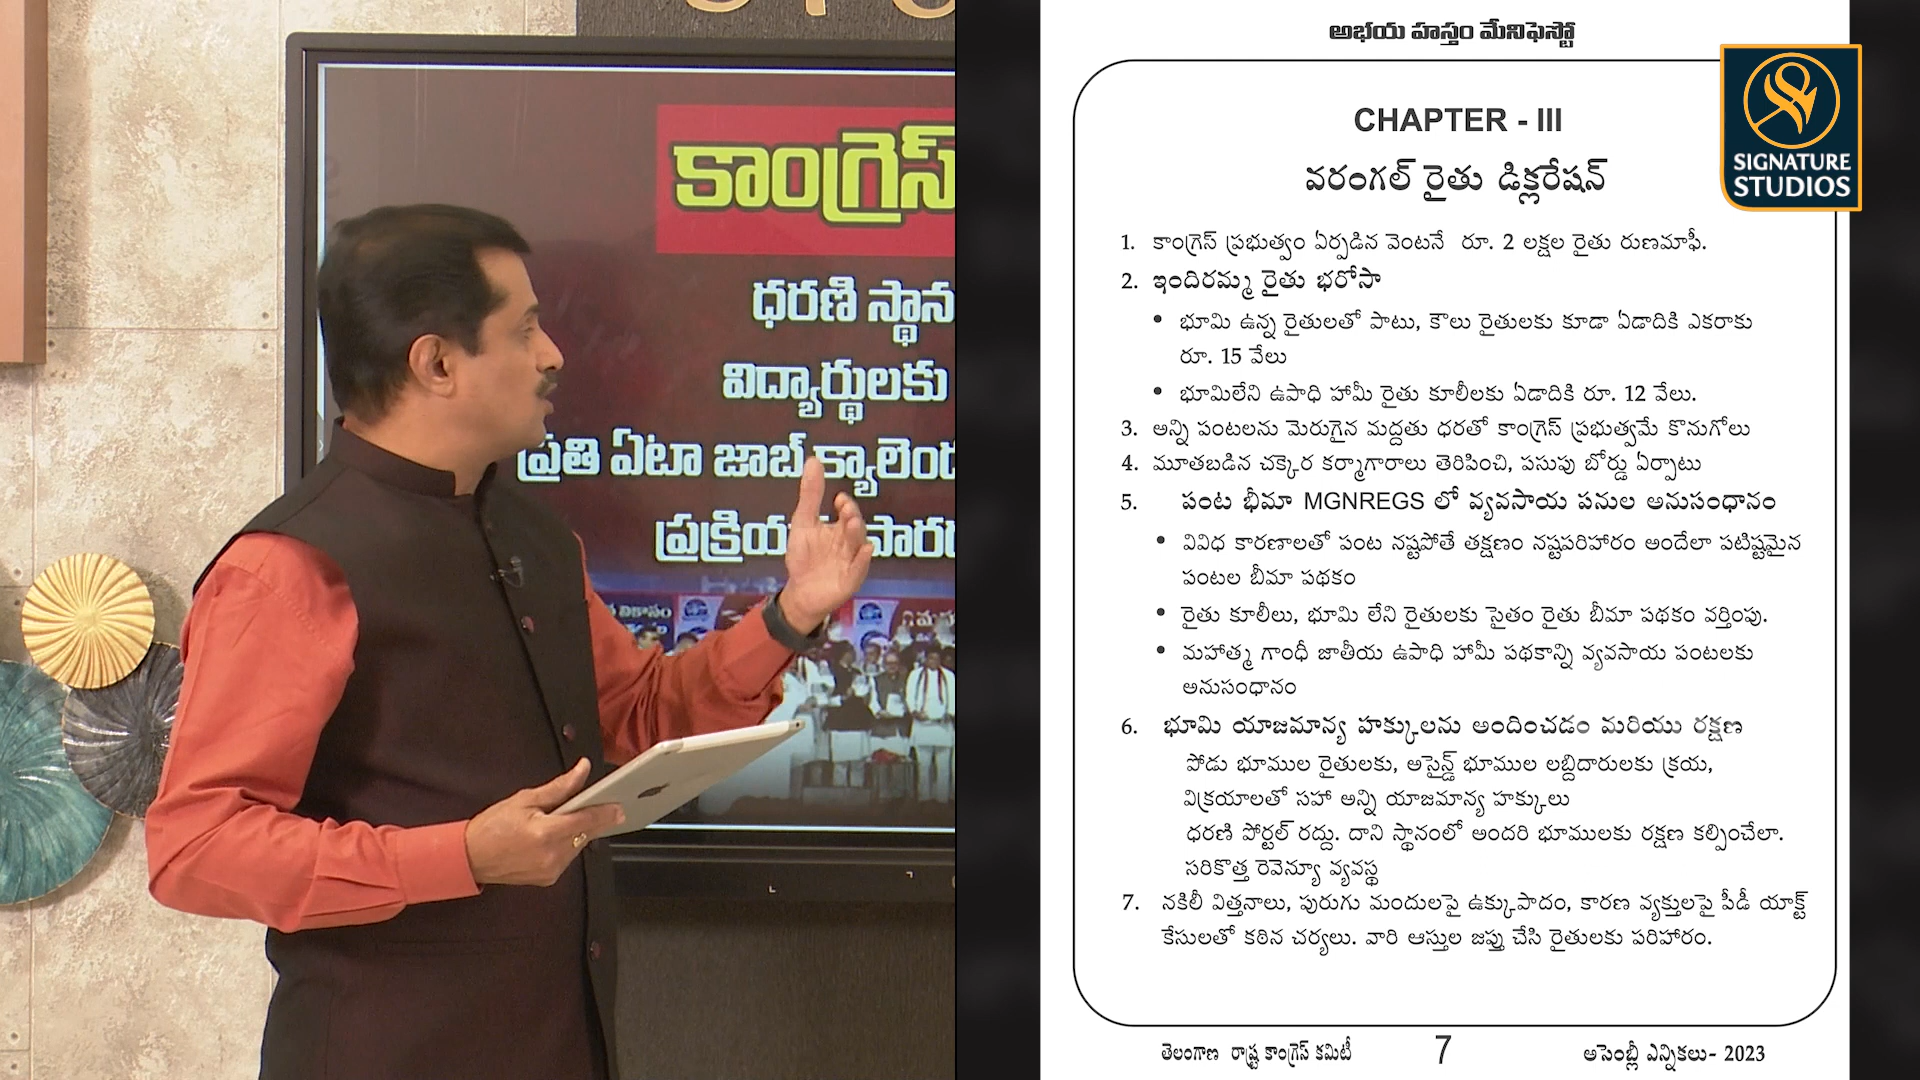 కాంగ్రెస్
ధరణి స్థాన
విద్యార్థులకు
ప్రతి ఏటా జాబ్ క్యాలెండ
ప్రక్రియ
అభయ హస్తం మేనిఫెస్టో
SIGNATURE
STUDIOS
CHAPTER - III
వరంగల్ రైతు డిక్లరేషన్
1. కాంగ్రెస్ ప్రభుత్వం ఏర్పడిన వెంటనే రూ. 2 లక్షల రైతు రుణమాఫీ.
2. ఇందిరమ్మ రైతు భరోసా
• భూమి ఉన్న రైతులతో పాటు, కౌలు రైతులకు కూడా ఏడాదికి ఎకరాకు
రూ. 15 వేలు
• భూమిలేని ఉపాధి హామీ రైతు కూలీలకు ఏడాదికి రూ. 12 వేలు.
3. అన్ని పంటలను మెరుగైన మద్దతు ధరతో కాంగ్రెస్ ప్రభుత్వమే కొనుగోలు
4. మూతబడిన చక్కెర కర్మాగారాలు తెరిపించి, పసుపు బోర్డు ఏర్పాటు
5. పంట భీమా MGNREGS లో వ్యవసాయ పనుల అనుసంధానం
• వివిధ కారణాలతో పంట నష్టపోతే తక్షణం నష్టపరిహారం అందేలా పటిష్టమైన
పంటల బీమా పథకం
• రైతు కూలీలు, భూమి లేని రైతులకు సైతం రైతు బీమా పథకం వర్తింపు.
• మహాత్మ గాంధీ జాతీయ ఉపాధి హామీ పథకాన్ని వ్యవసాయ పంటలకు
అనుసంధానం
6. భూమి యాజమాన్య హక్కులను అందించడం మరియు రక్షణ
పోడు భూముల రైతులకు, అసైన్డ్ భూముల లబ్దిదారులకు క్రయ,
విక్రయాలతో సహా అన్ని యాజమాన్య హక్కులు
ధరణి పోర్టల్ రద్దు. దాని స్థానంలో అందరి భూములకు రక్షణ కల్పించేలా.
సరికొత్త రెవెన్యూ వ్యవస్థ
7. నకిలీ విత్తనాలు, పురుగు మందులపై ఉక్కుపాదం, కారణ వ్యక్తులపై పీడీ యాక్ట్
కేసులతో కఠిన చర్యలు. వారి ఆస్తుల జప్తు చేసి రైతులకు పరిహారం.
తెలంగాణ రాష్ట్ర కాంగ్రెస్ కమిటీ 7 అసెంబ్లీ ఎన్నికలు- 2023